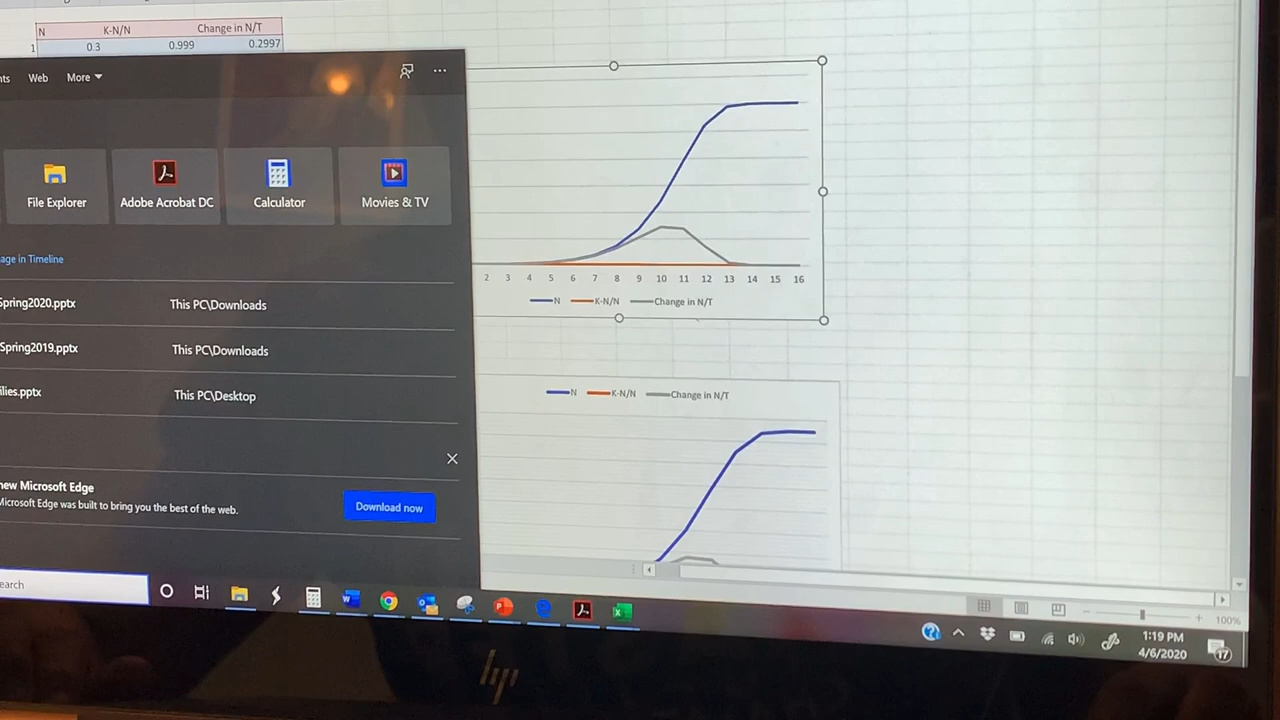 N K-N/N Change in N/T
1 0.3 0.999 0.2997
nts Web More
File Explorer Adobe Acrobat DC Calculator Movies & TV
age in Timeline
Spring2020.pptx This PC\Downloads
Spring2019.pptx This PC\Downloads
ilies.pptx This PC\Desktop
new Microsoft Edge
Microsoft Edge was built to bring you the best of the web.
Download now
earch
2 3 4 5 6 7 8 9 10 11 12 13 14 15 16
N K-N/N Change in N/T
N K-N/N Change in N/T
100%
1:19 PM
4/6/2020
17
hp